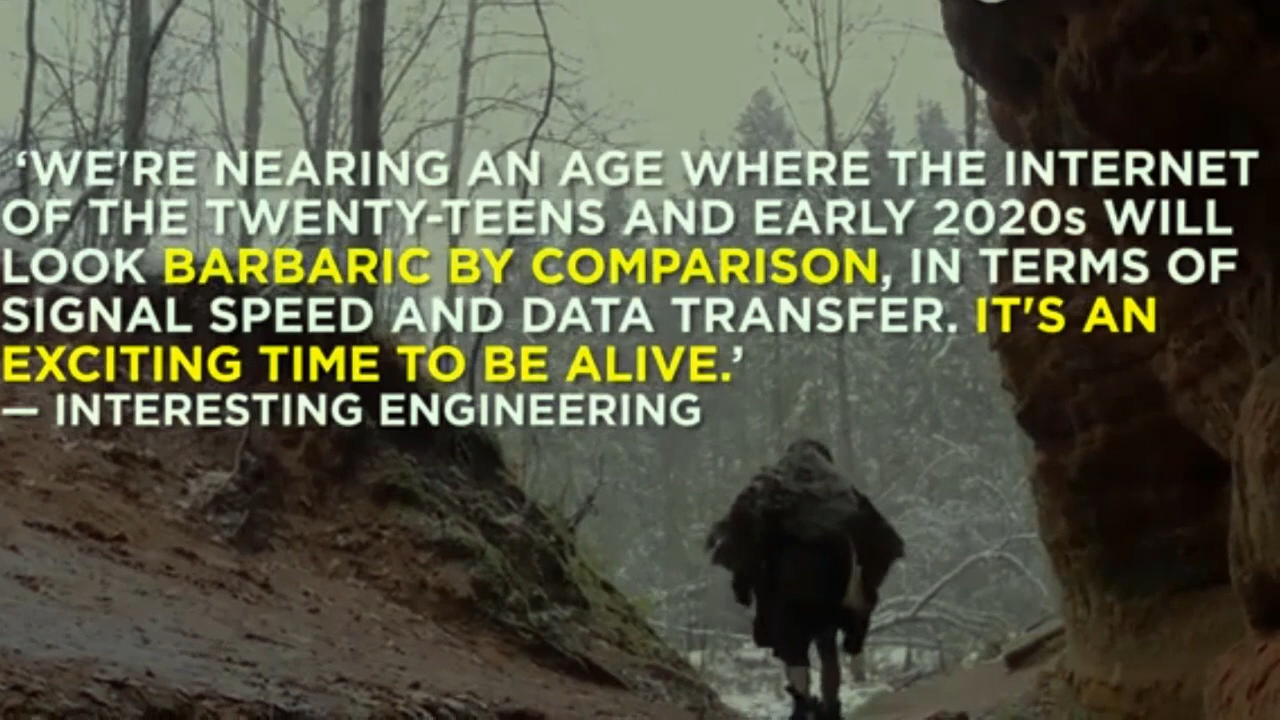 ‘WE'RE NEARING AN AGE WHERE THE INTERNET
OF THE TWENTY-TEENS AND EARLY 2020s WILL
LOOK BARBARIC BY COMPARISON, IN TERMS OF
SIGNAL SPEED AND DATA TRANSFER. IT'S AN
EXCITING TIME TO BE ALIVE.’
— INTERESTING ENGINEERING